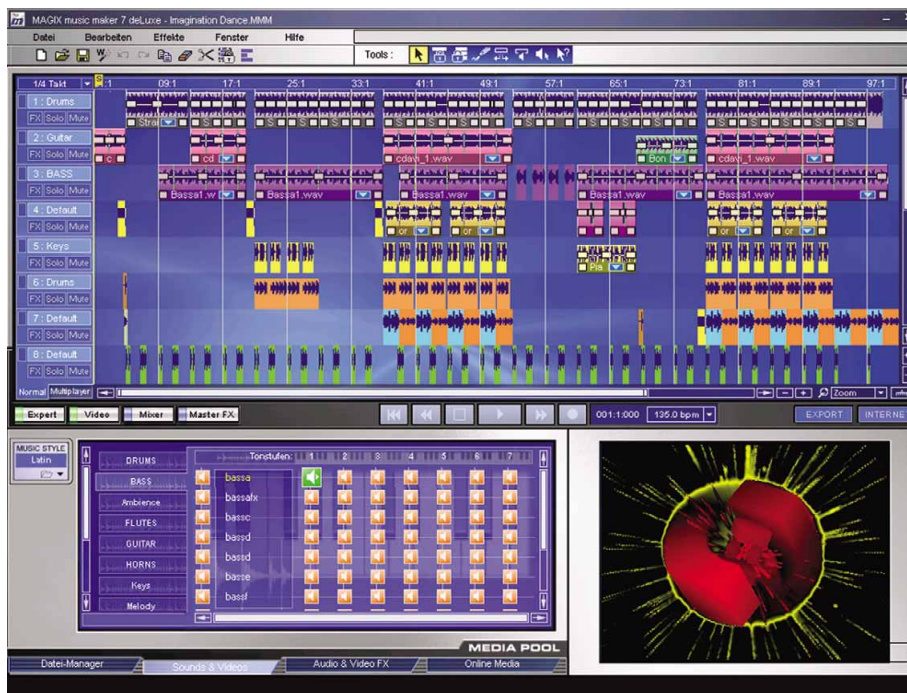 MAGIX music maker 7 deLuxe - Imagination Dance.MMM
Datei Bearbeiten Effekte Fenster Hilfe
Tools :
1/4 Takt :1 09:1 17:1 25:1 33:1 41:1 49:1 57:1 65:1 73:1 81:1 89:1 97:1
1 : Drums
FX Solo Mute S S S S S S S S S S S S S S S S S
2 : Guitar
FX Solo Mute c cd cdavi_1.wav Bon cdavi_1.wav
3 : BASS
FX Solo Mute Bassa1.w Bassa1.wav Bassa1.wav Bassa1.wav Bassa1.wav
4 : Default
FX Solo Mute or or or or
5 : Keys
FX Solo Mute Pia
6 : Drums
FX Solo Mute
7 : Default
FX Solo Mute
8 : Default
FX Solo Mute
Normal Multiplayer Zoom
Expert Video Mixer Master FX 001:1:000 135.0 bpm EXPORT INTERNE
MUSIC STYLE
Latin
Tonstufen: 1 2 3 4 5 6 7
DRUMS
BASS
Ambience
FLUTES
GUITAR
HORNS
Keys
Melody
bassa
bassafx
bassc
bassd
bassd
basse
bassf
MEDIA POOL
Datei-Manager Sounds & Videos Audio & Video FX Online Media